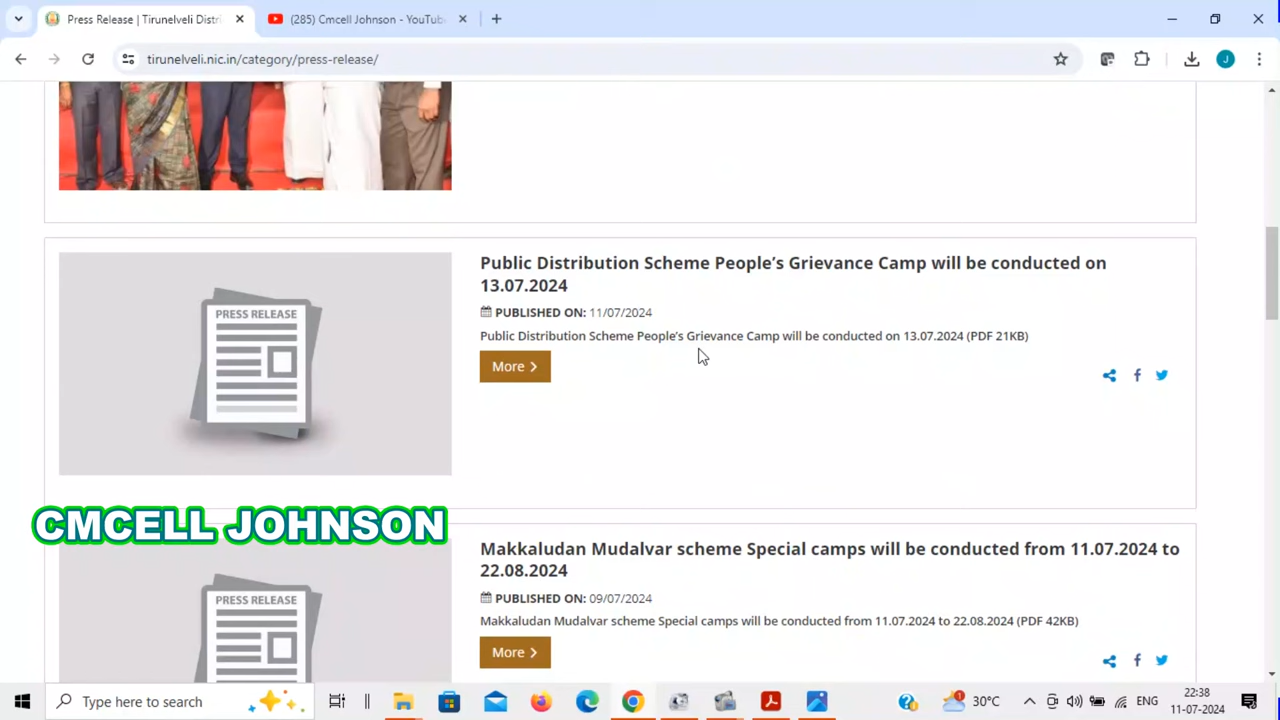 Press Release | Tirunelveli Distri
(285) Cmcell Johnson - YouTube
tirunelveli.nic.in/category/press-release/
J
PRESS RELEASE
Public Distribution Scheme People’s Grievance Camp will be conducted on
13.07.2024
PUBLISHED ON: 11/07/2024
Public Distribution Scheme People’s Grievance Camp will be conducted on 13.07.2024 (PDF 21KB)
More
CMCELL JOHNSON
PRESS RELEASE
Makkaludan Mudalvar scheme Special camps will be conducted from 11.07.2024 to
22.08.2024
PUBLISHED ON: 09/07/2024
Makkaludan Mudalvar scheme Special camps will be conducted from 11.07.2024 to 22.08.2024 (PDF 42KB)
More
Type here to search
30°C
ENG
22:38
11-07-2024